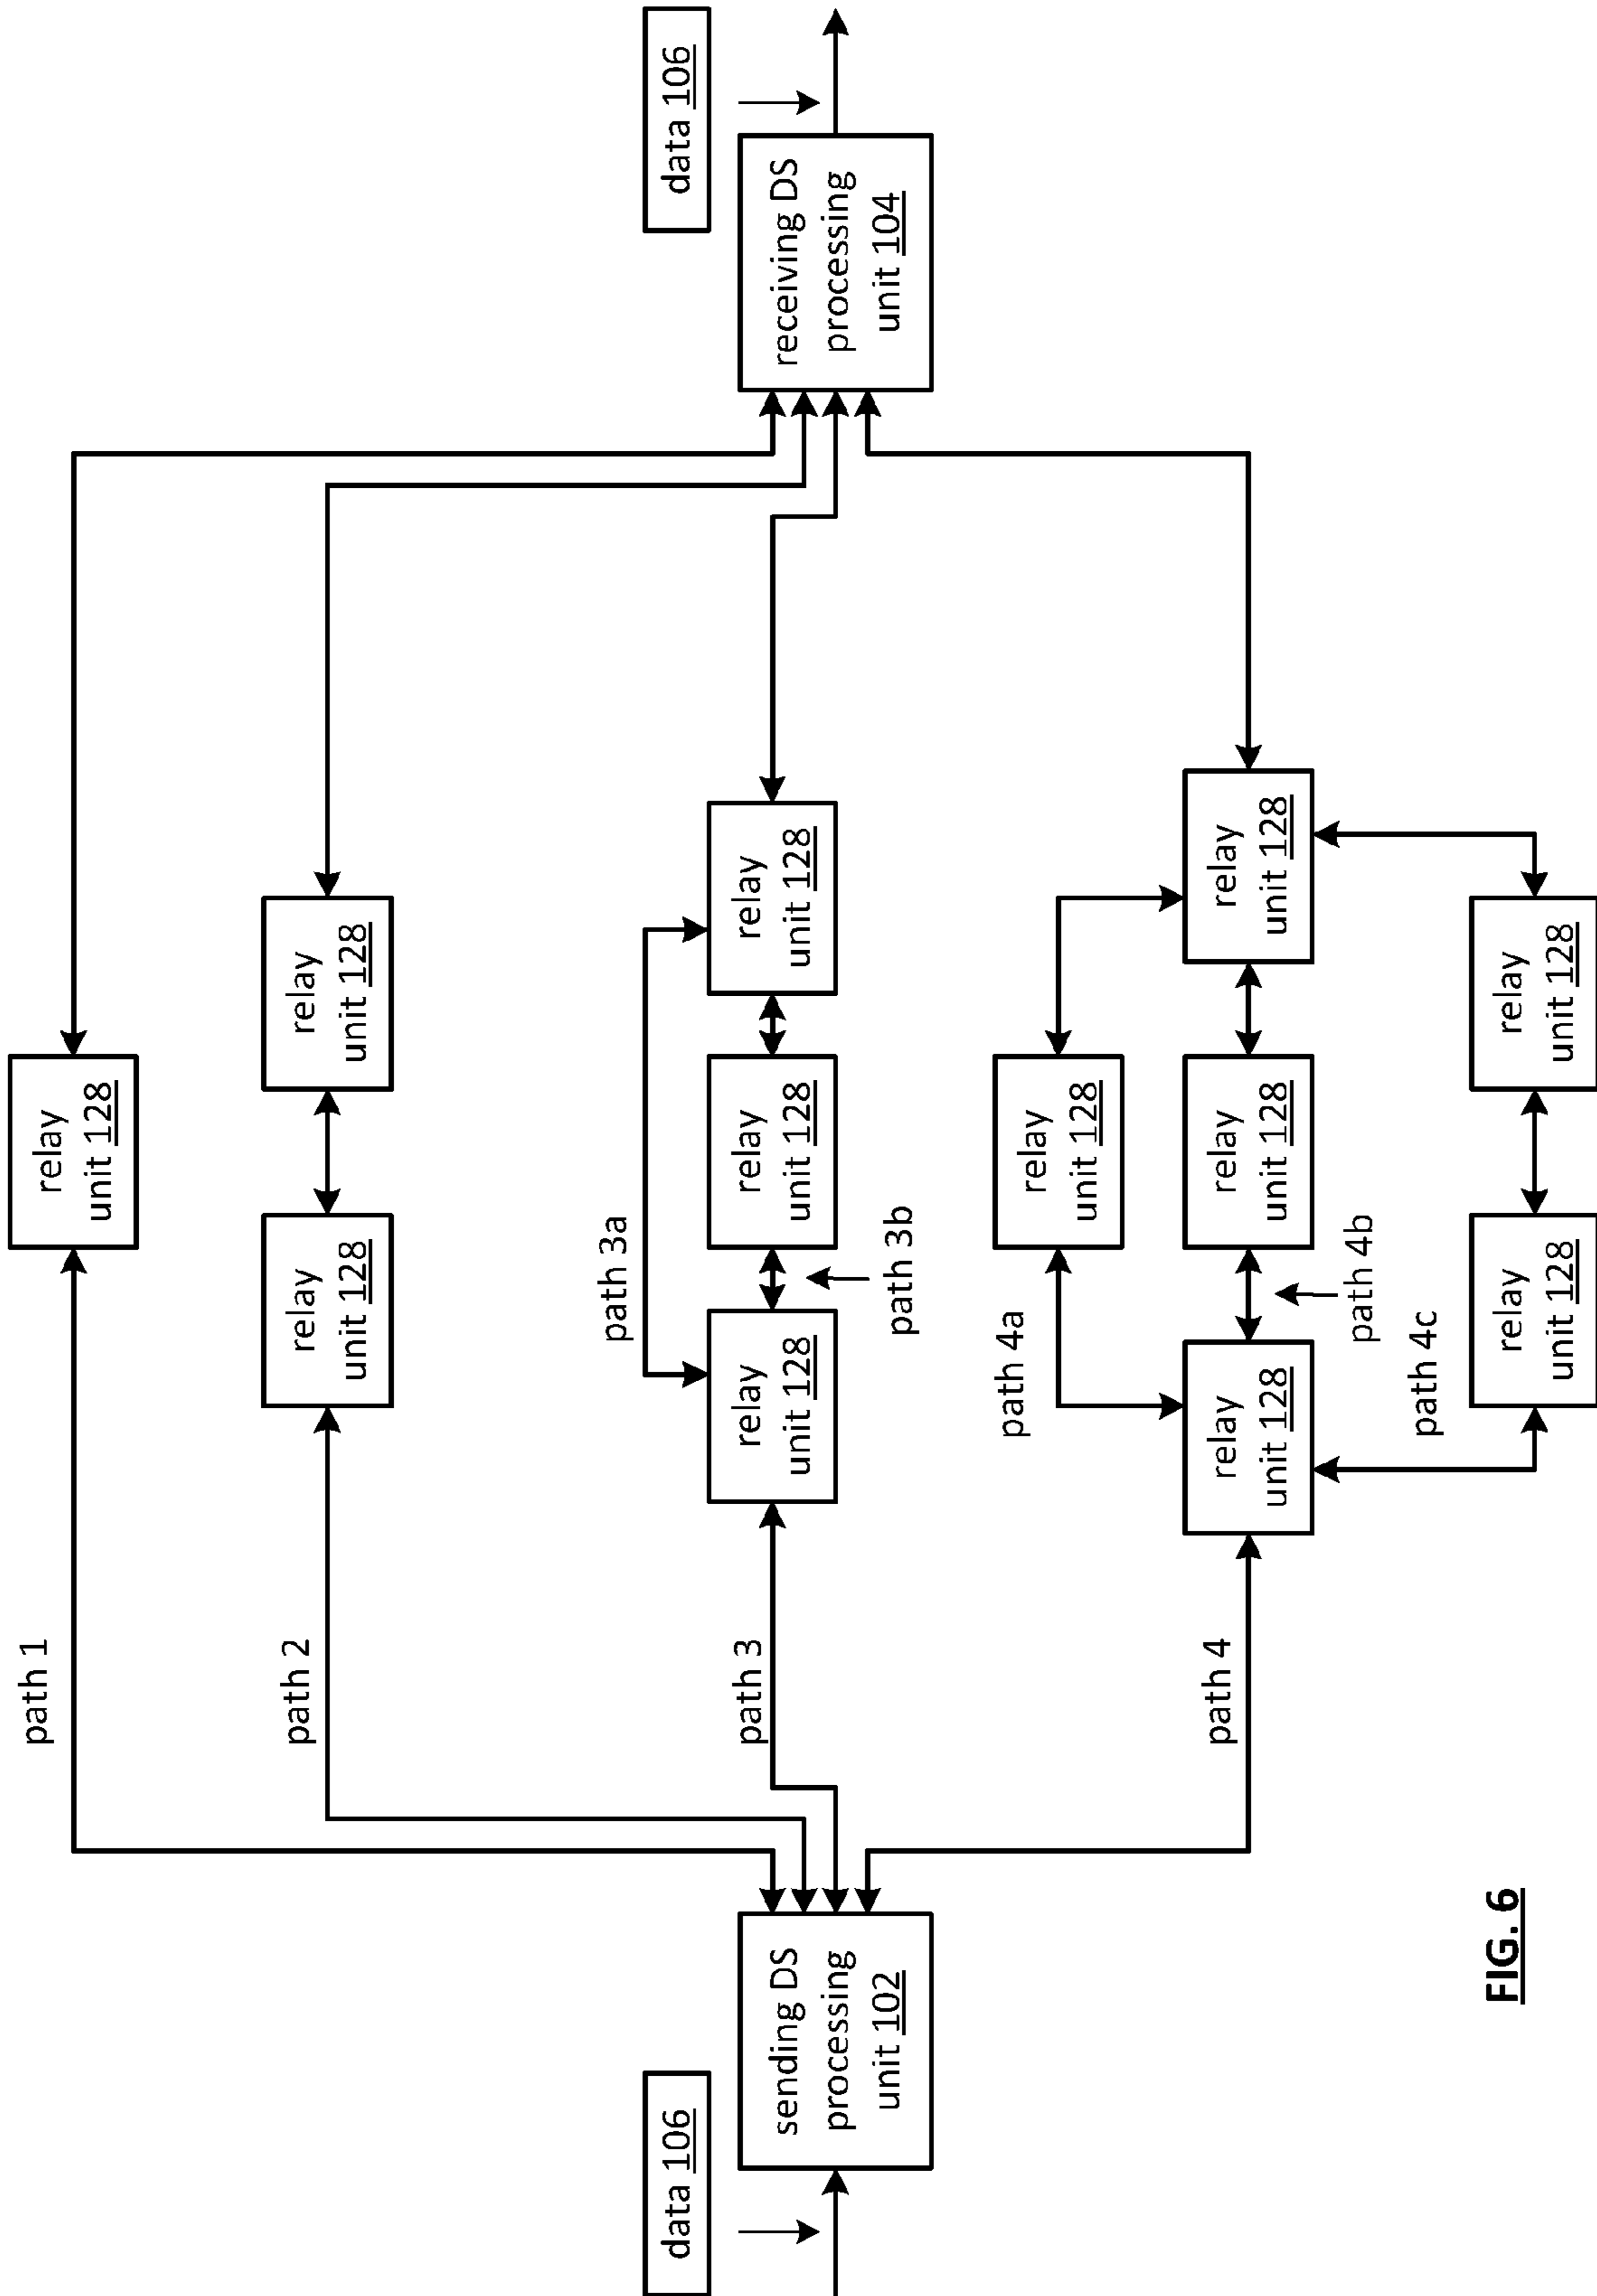 path 1
relay
unit 128
path 2
relay
unit 128
relay
unit 128
data 106
sending DS
processing
unit 102
path 3
path 3a
relay
unit 128
relay
unit 128
relay
unit 128
path 3b
data 106
receiving DS
processing
unit 104
path 4
path 4a
relay
unit 128
relay
unit 128
relay
unit 128
relay
unit 128
path 4b
path 4c
relay
unit 128
relay
unit 128
FIG. 6